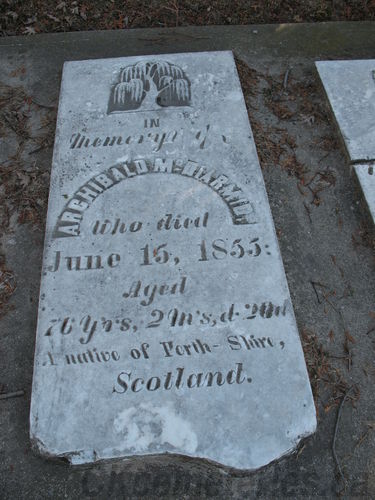 IN
Memory of
ARCHIBALD McDIARMID
Who died
June 15, 1855:
Aged
76 Yrs, 2 M's, & 20d
A native of Perth-Shire,
Scotland.